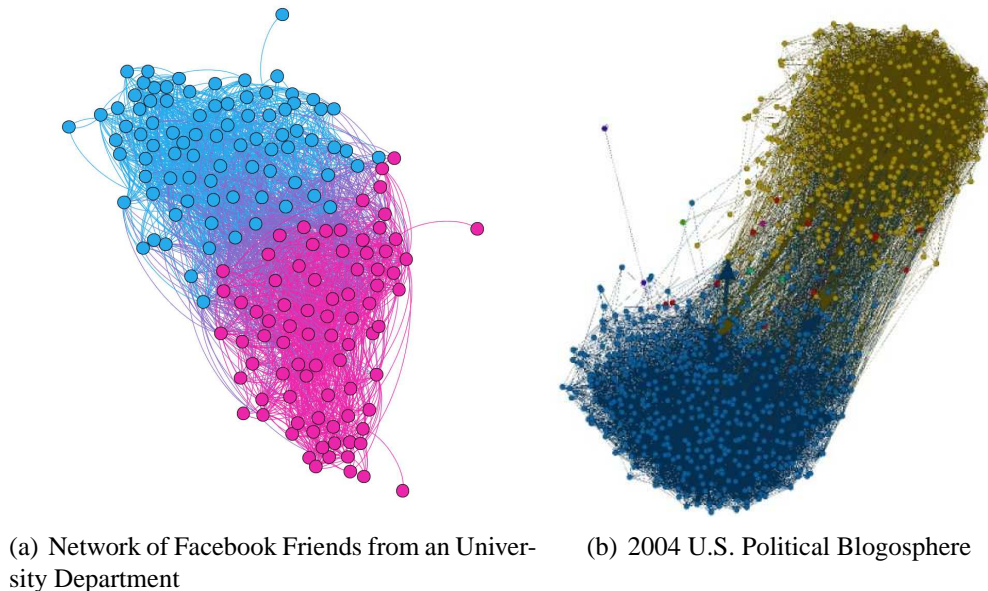 (a) Network of Facebook Friends from an Univer-
sity Department
(b) 2004 U.S. Political Blogosphere